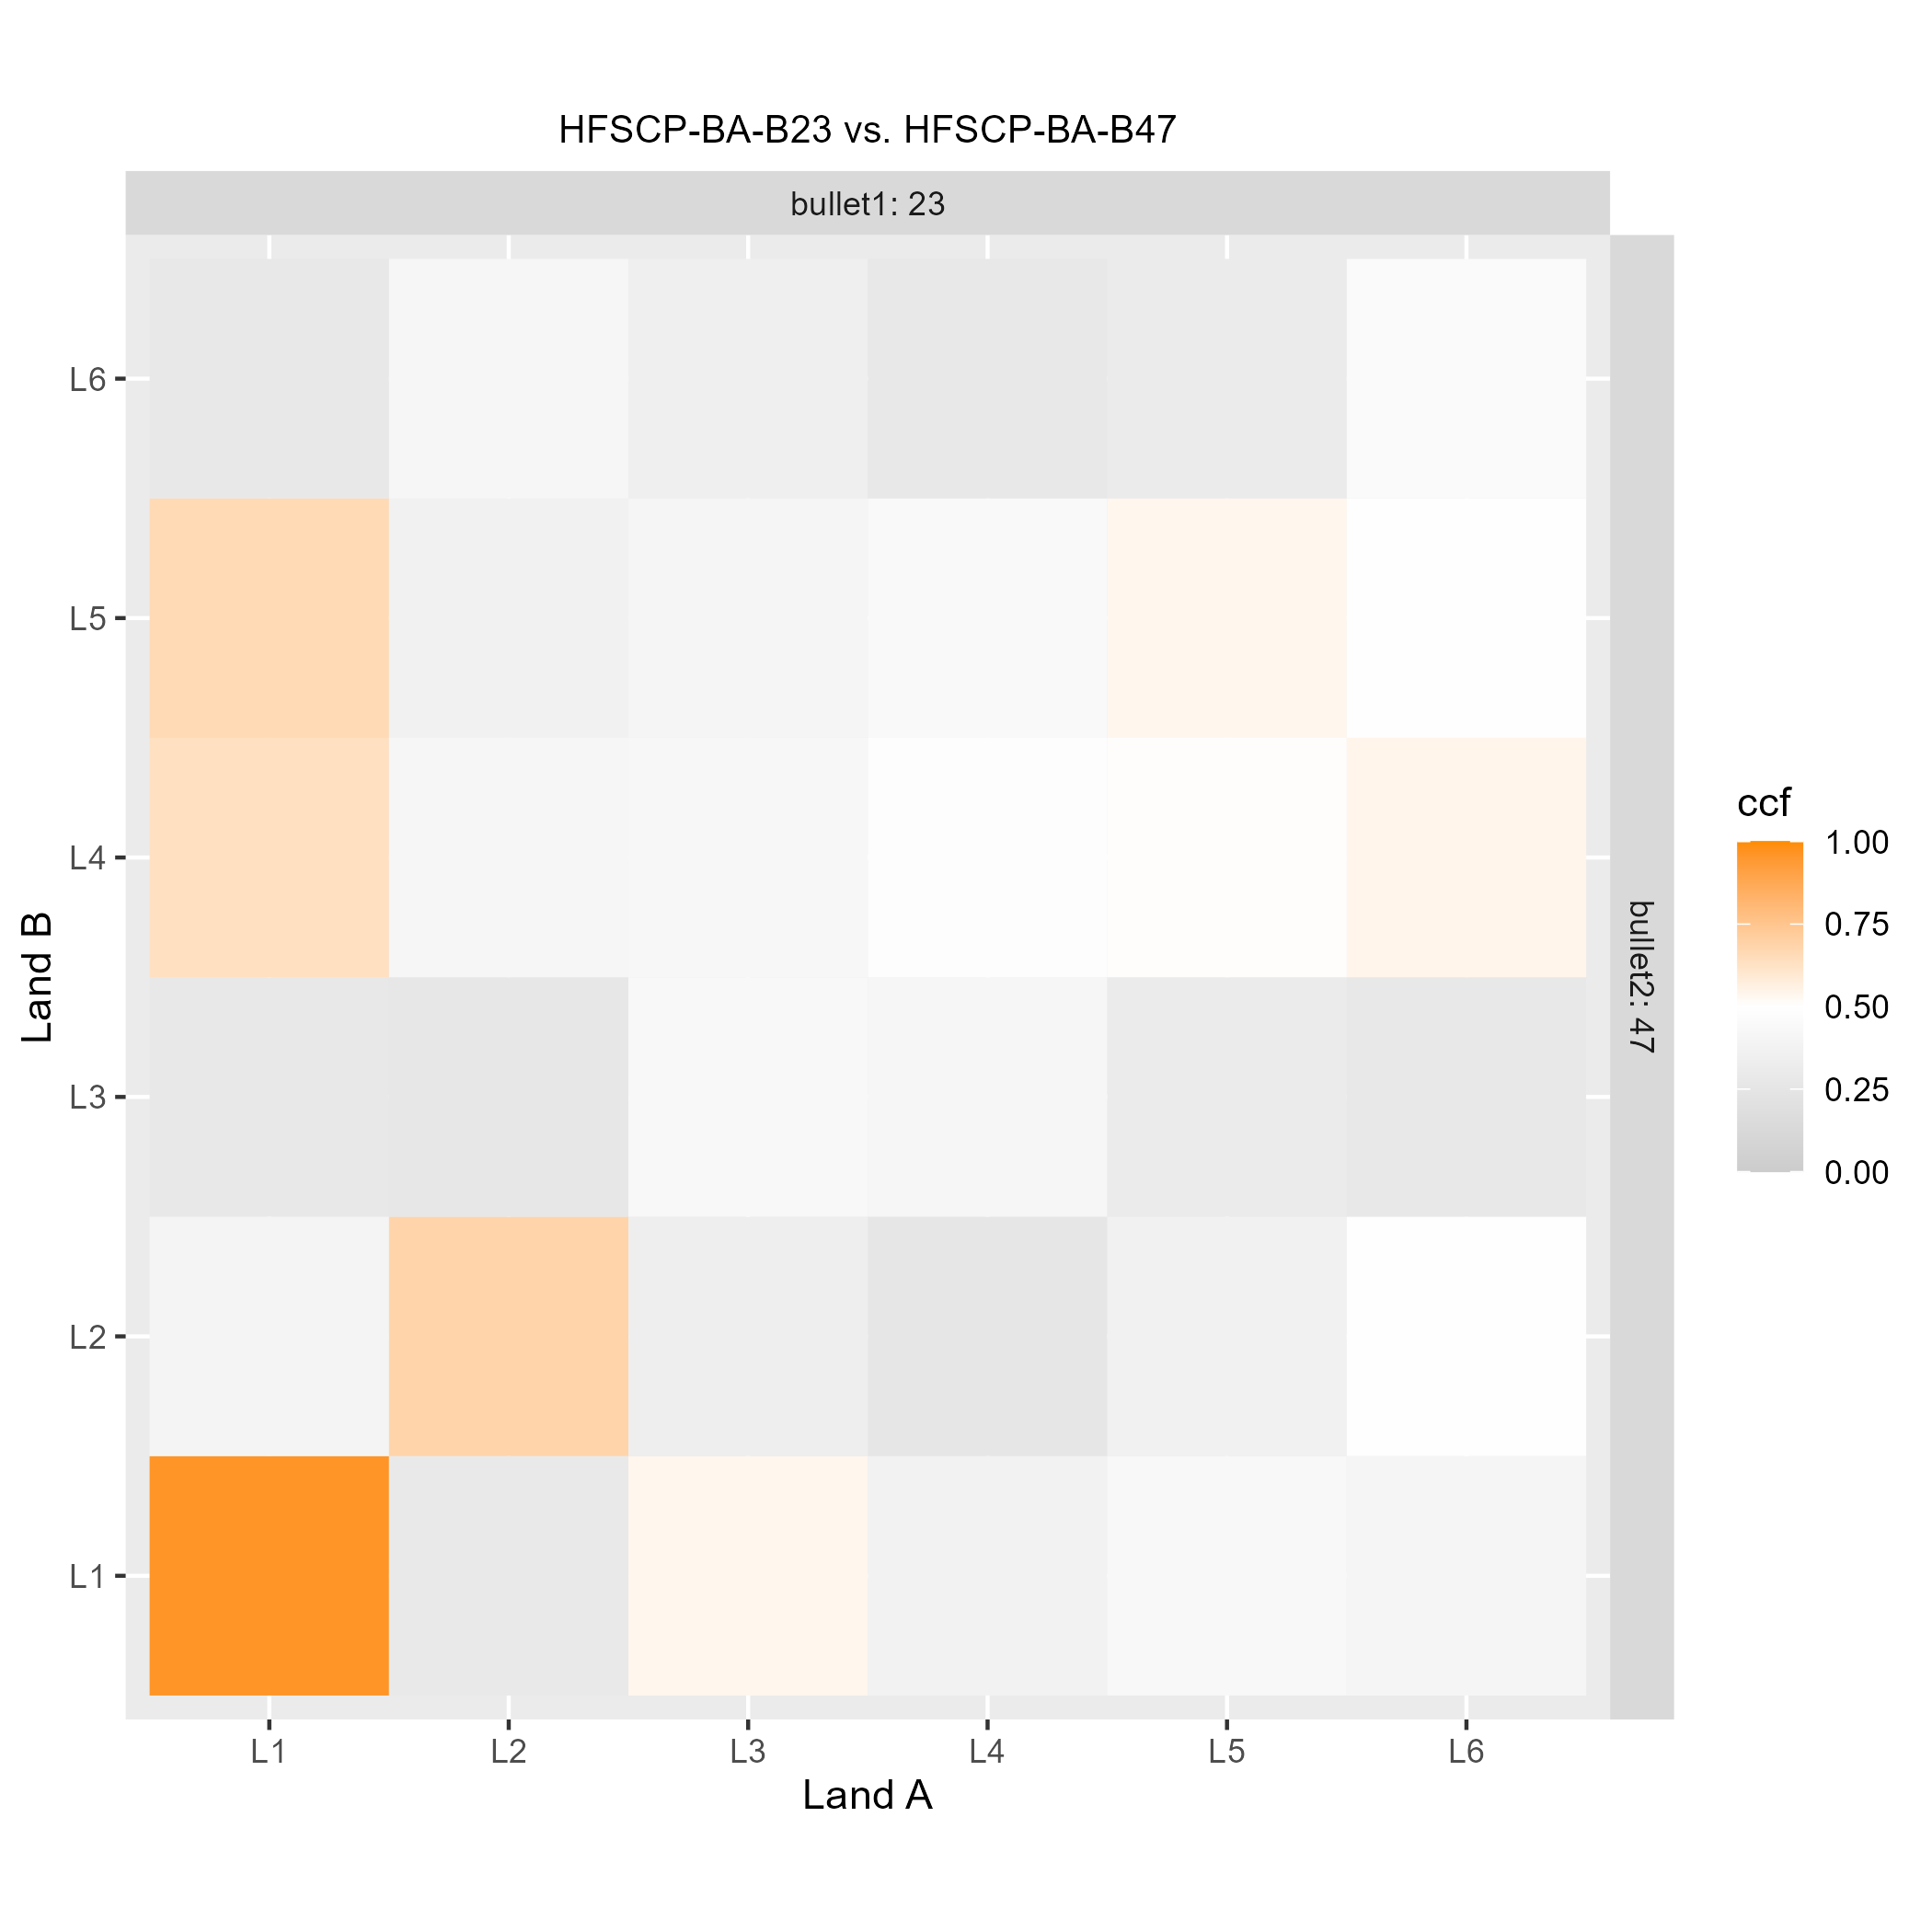 HFSCP-BA-B23 vs. HFSCP-BA-B47
bullet1: 23
L6
L5
L4
L3
L2
L1
Land B
bullet2: 47
ccf
1.00
0.75
0.50
0.25
0.00
L1 L2 L3 L4 L5 L6
Land A